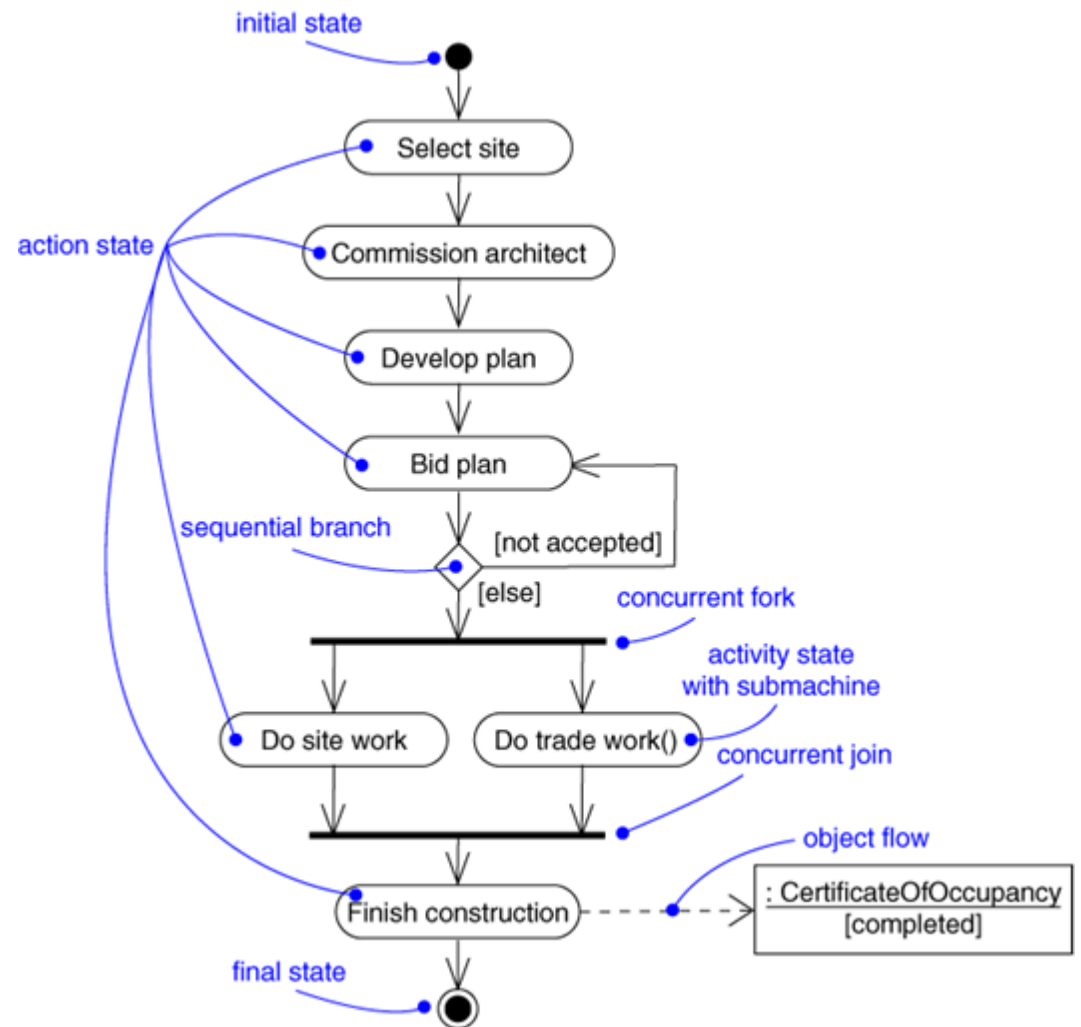 initial state
Select site
action state
Commission architect
Develop plan
Bid plan
sequential branch
[not accepted]
[else]
concurrent fork
activity state
with submachine
Do site work
Do trade work()
concurrent join
object flow
: CertificateOfOccupancy
[completed]
Finish construction
final state